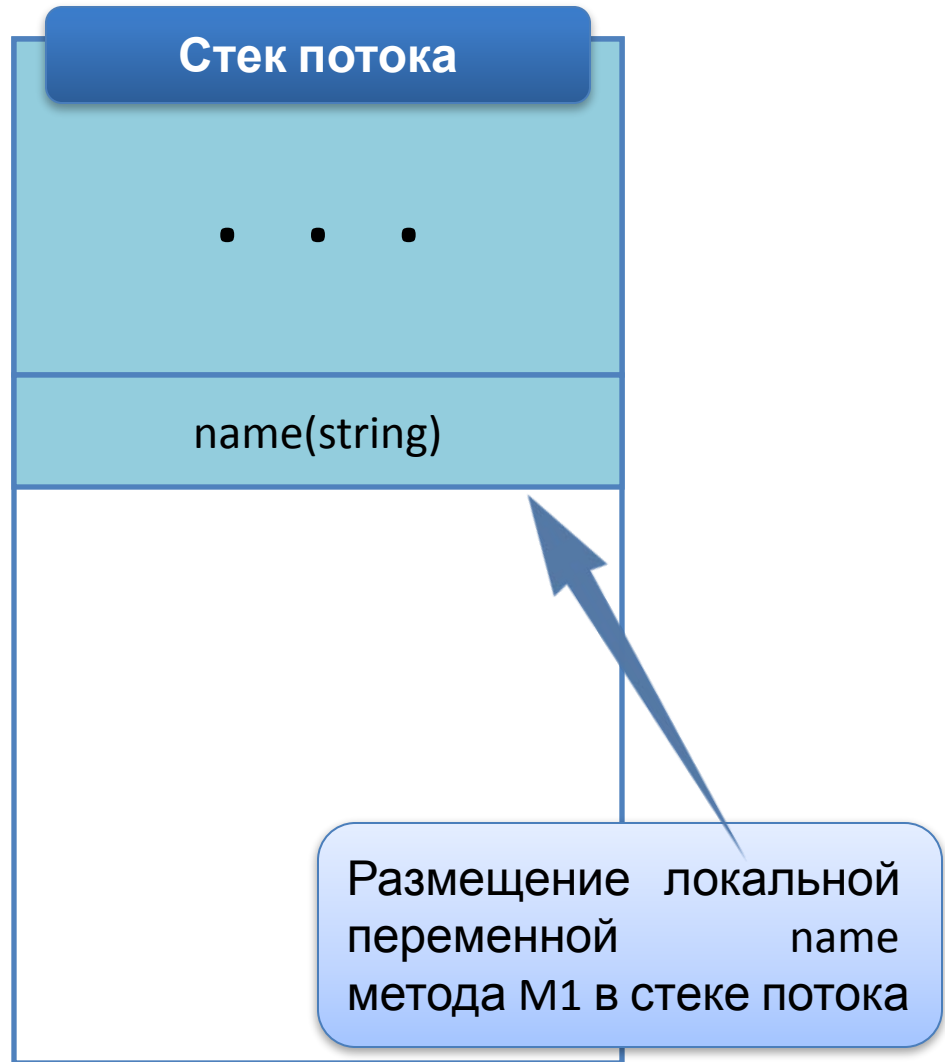 Стек потока
. . .
name(string)
Размещение локальной
переменной name
метода M1 в стеке потока